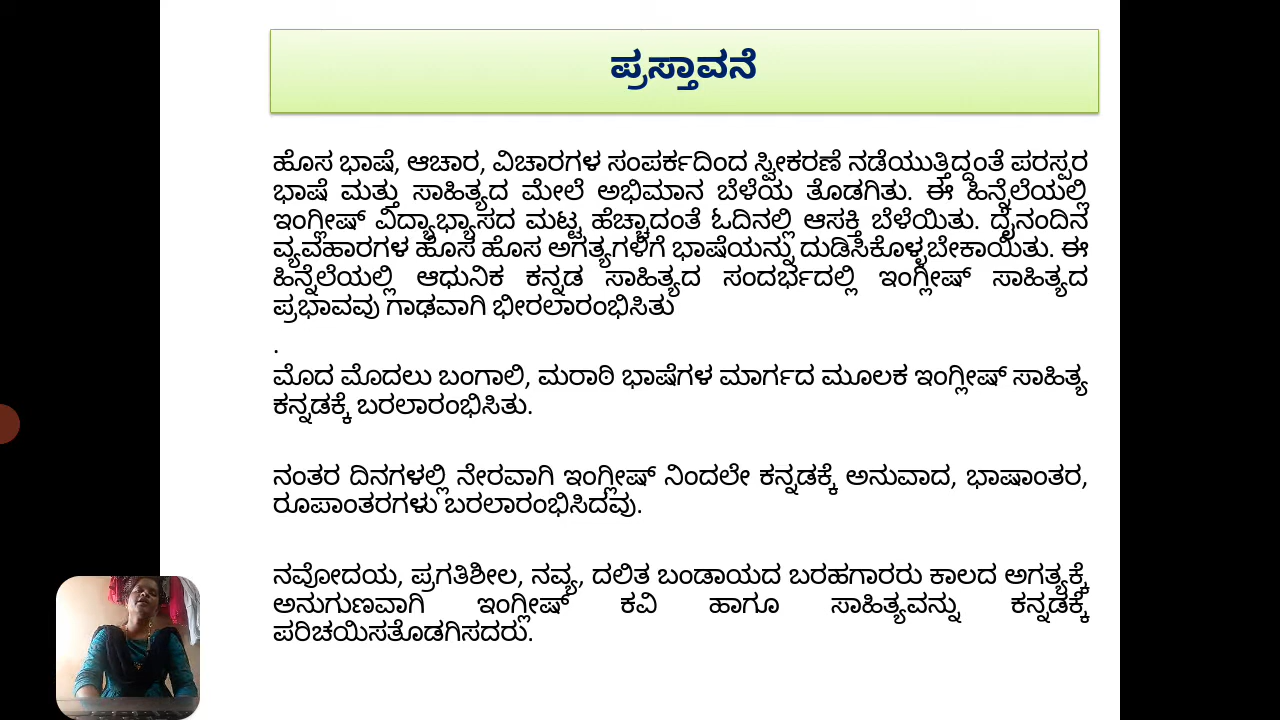 ಪ್ರಸ್ತಾವನೆ
ಹೊಸ ಭಾಷೆ, ಆಚಾರ, ವಿಚಾರಗಳ ಸಂಪರ್ಕದಿಂದ ಸ್ವೀಕರಣೆ ನಡೆಯುತ್ತಿದ್ದಂತೆ ಪರಸ್ಪರ
ಭಾಷೆ ಮತ್ತು ಸಾಹಿತ್ಯದ ಮೇಲೆ ಅಭಿಮಾನ ಬೆಳೆಯ ತೊಡಗಿತು. ಈ ಹಿನ್ನೆಲೆಯಲ್ಲಿ
ಇಂಗ್ಲೀಷ್ ವಿದ್ಯಾಭ್ಯಾಸದ ಮಟ್ಟ ಹೆಚ್ಚಾದಂತೆ ಓದಿನಲ್ಲಿ ಆಸಕ್ತಿ ಬೆಳೆಯಿತು. ದೈನಂದಿನ
ವ್ಯವಹಾರಗಳ ಹೊಸ ಹೊಸ ಅಗತ್ಯಗಳಿಗೆ ಭಾಷೆಯನ್ನು ದುಡಿಸಿಕೊಳ್ಳಬೇಕಾಯಿತು. ಈ
ಹಿನ್ನೆಲೆಯಲ್ಲಿ ಆಧುನಿಕ ಕನ್ನಡ ಸಾಹಿತ್ಯದ ಸಂದರ್ಭದಲ್ಲಿ ಇಂಗ್ಲೀಷ್ ಸಾಹಿತ್ಯದ
ಪ್ರಭಾವವು ಗಾಢವಾಗಿ ಭೀರಲಾರಂಭಿಸಿತು
.
ಮೊದ ಮೊದಲು ಬಂಗಾಲಿ, ಮರಾಠಿ ಭಾಷೆಗಳ ಮಾರ್ಗದ ಮೂಲಕ ಇಂಗ್ಲೀಷ್ ಸಾಹಿತ್ಯ
ಕನ್ನಡಕ್ಕೆ ಬರಲಾರಂಭಿಸಿತು.
ನಂತರ ದಿನಗಳಲ್ಲಿ ನೇರವಾಗಿ ಇಂಗ್ಲೀಷ್ ನಿಂದಲೇ ಕನ್ನಡಕ್ಕೆ ಅನುವಾದ, ಭಾಷಾಂತರ,
ರೂಪಾಂತರಗಳು ಬರಲಾರಂಭಿಸಿದವು.
ನವೋದಯ, ಪ್ರಗತಿಶೀಲ, ನವ್ಯ, ದಲಿತ ಬಂಡಾಯದ ಬರಹಗಾರರು ಕಾಲದ ಅಗತ್ಯಕ್ಕೆ
ಅನುಗುಣವಾಗಿ ಇಂಗ್ಲೀಷ್ ಕವಿ ಹಾಗೂ ಸಾಹಿತ್ಯವನ್ನು ಕನ್ನಡಕ್ಕೆ
ಪರಿಚಯಿಸತೊಡಗಿಸದರು.